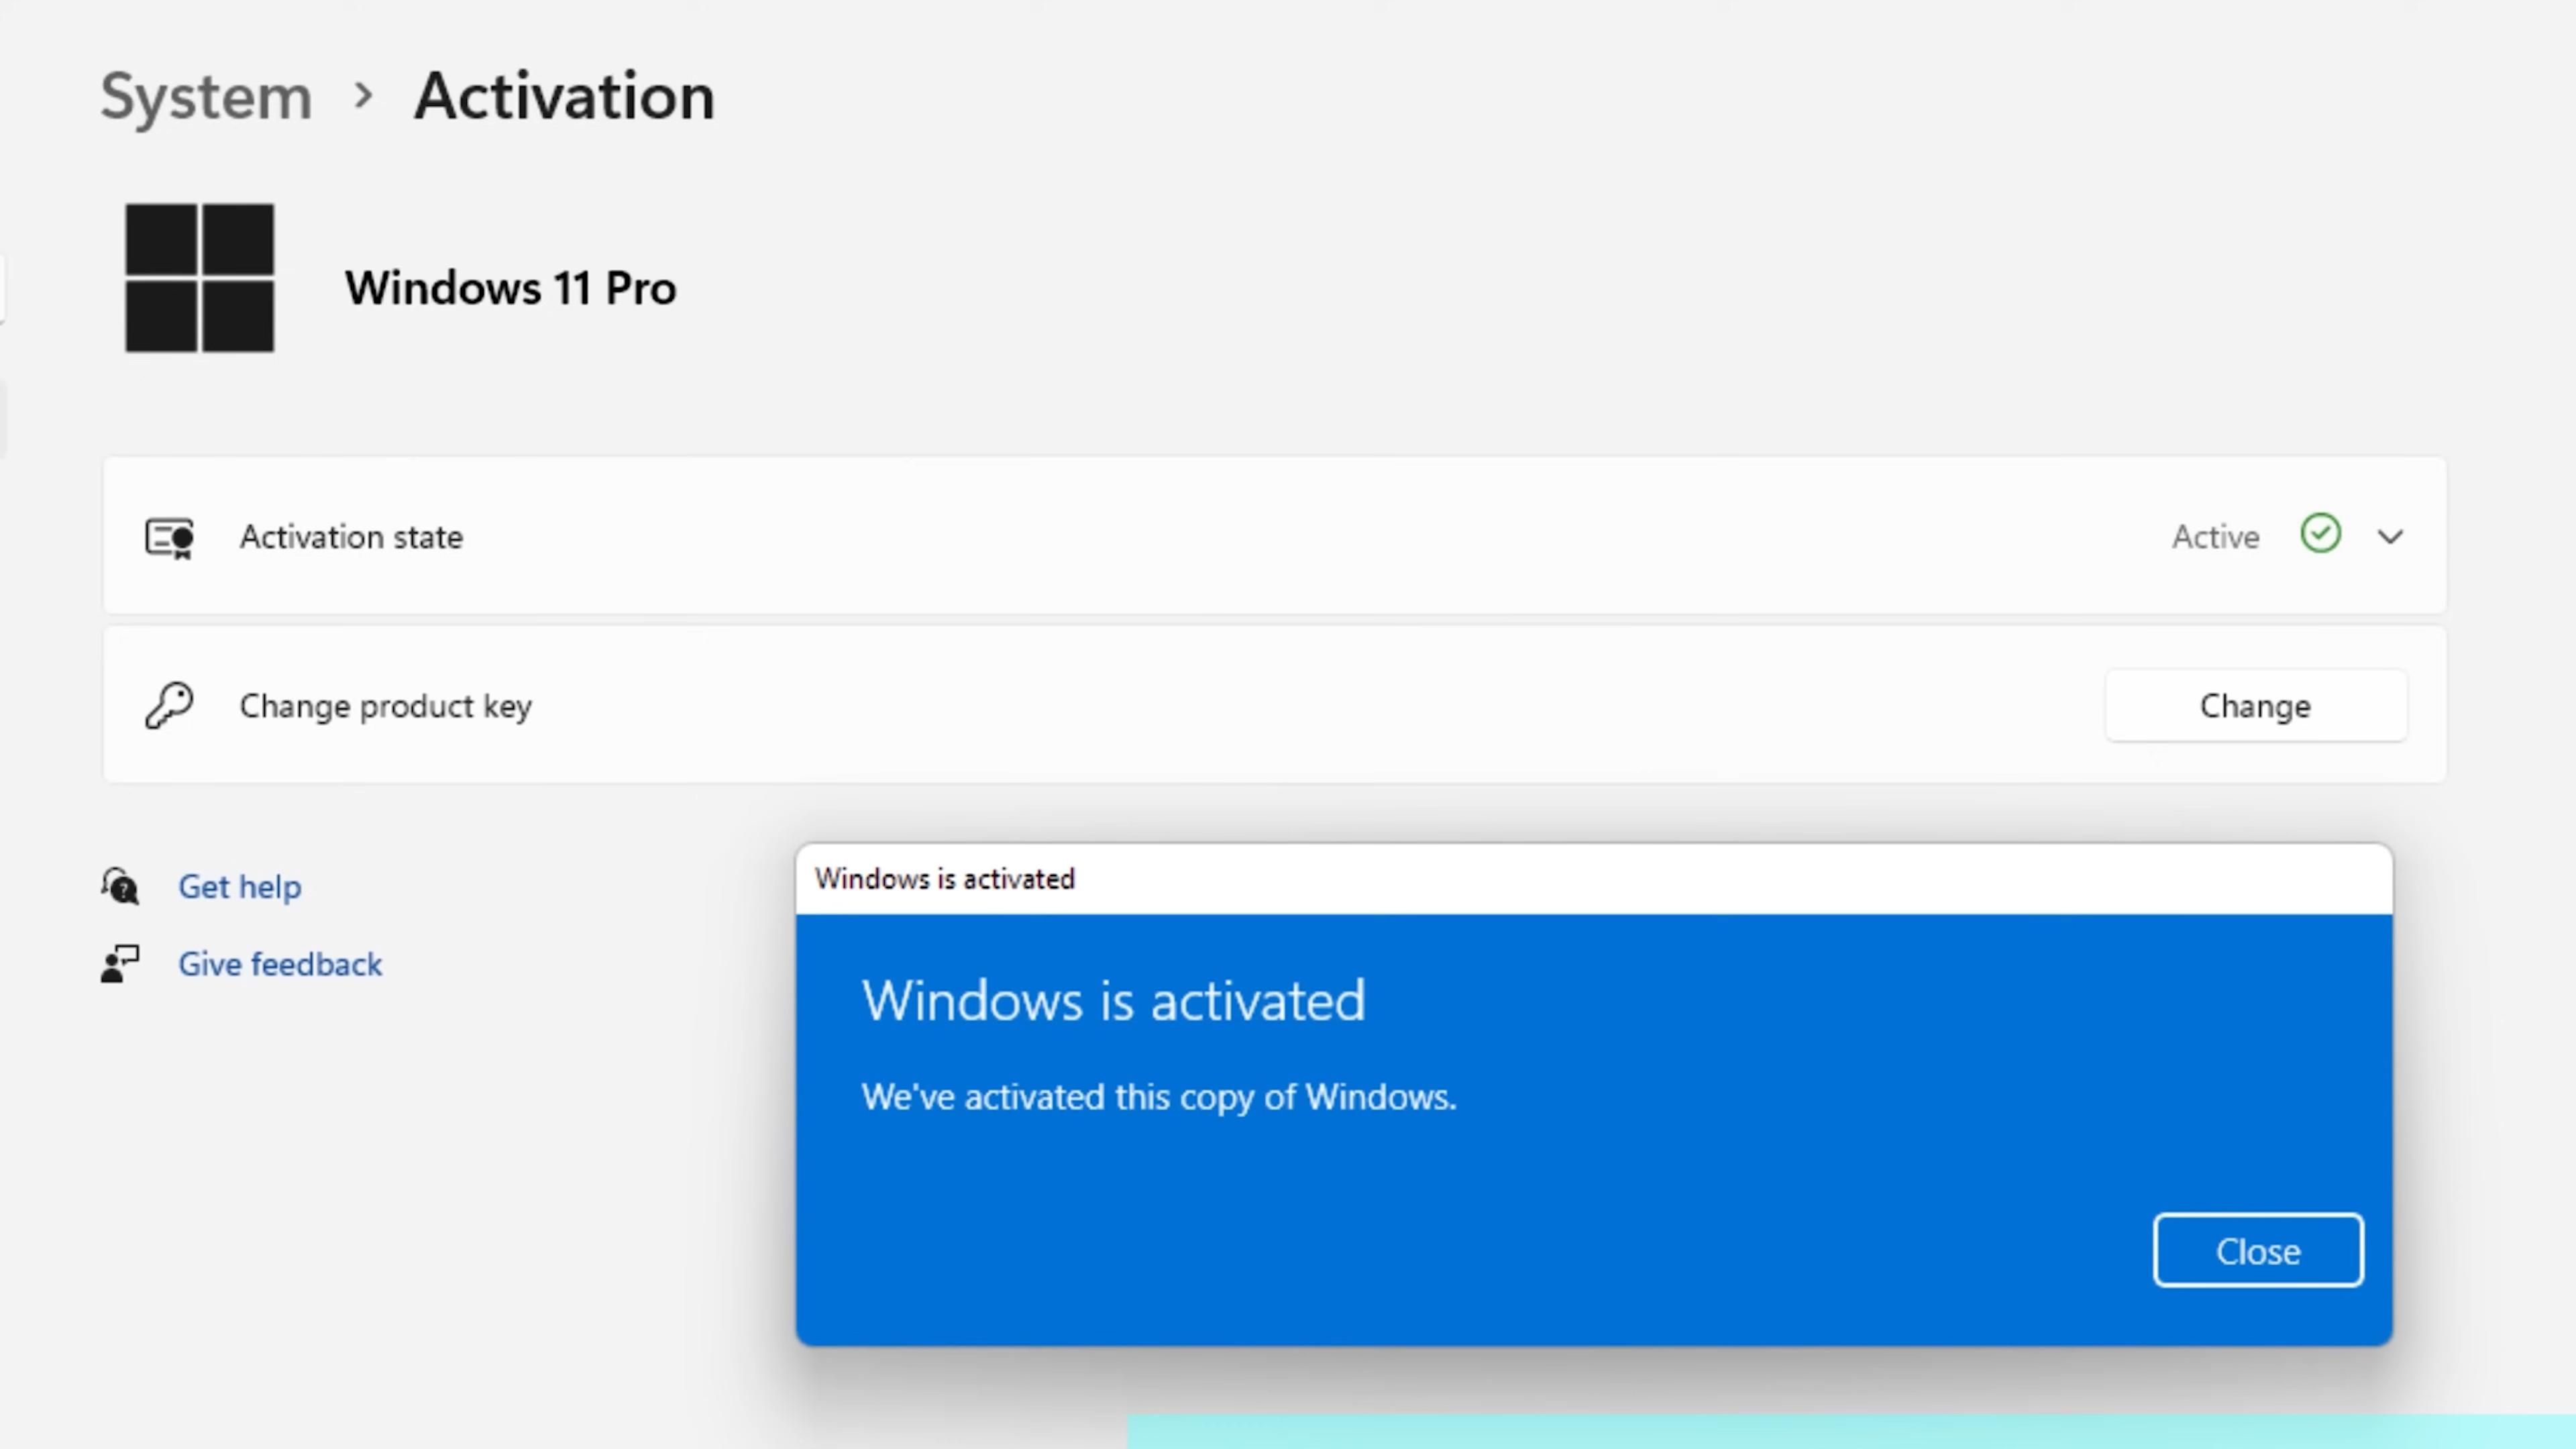 System > Activation
Windows 11 Pro
Activation state
Active
Change product key
Change
Get help
Give feedback
Windows is activated
Windows is activated
We've activated this copy of Windows.
Close